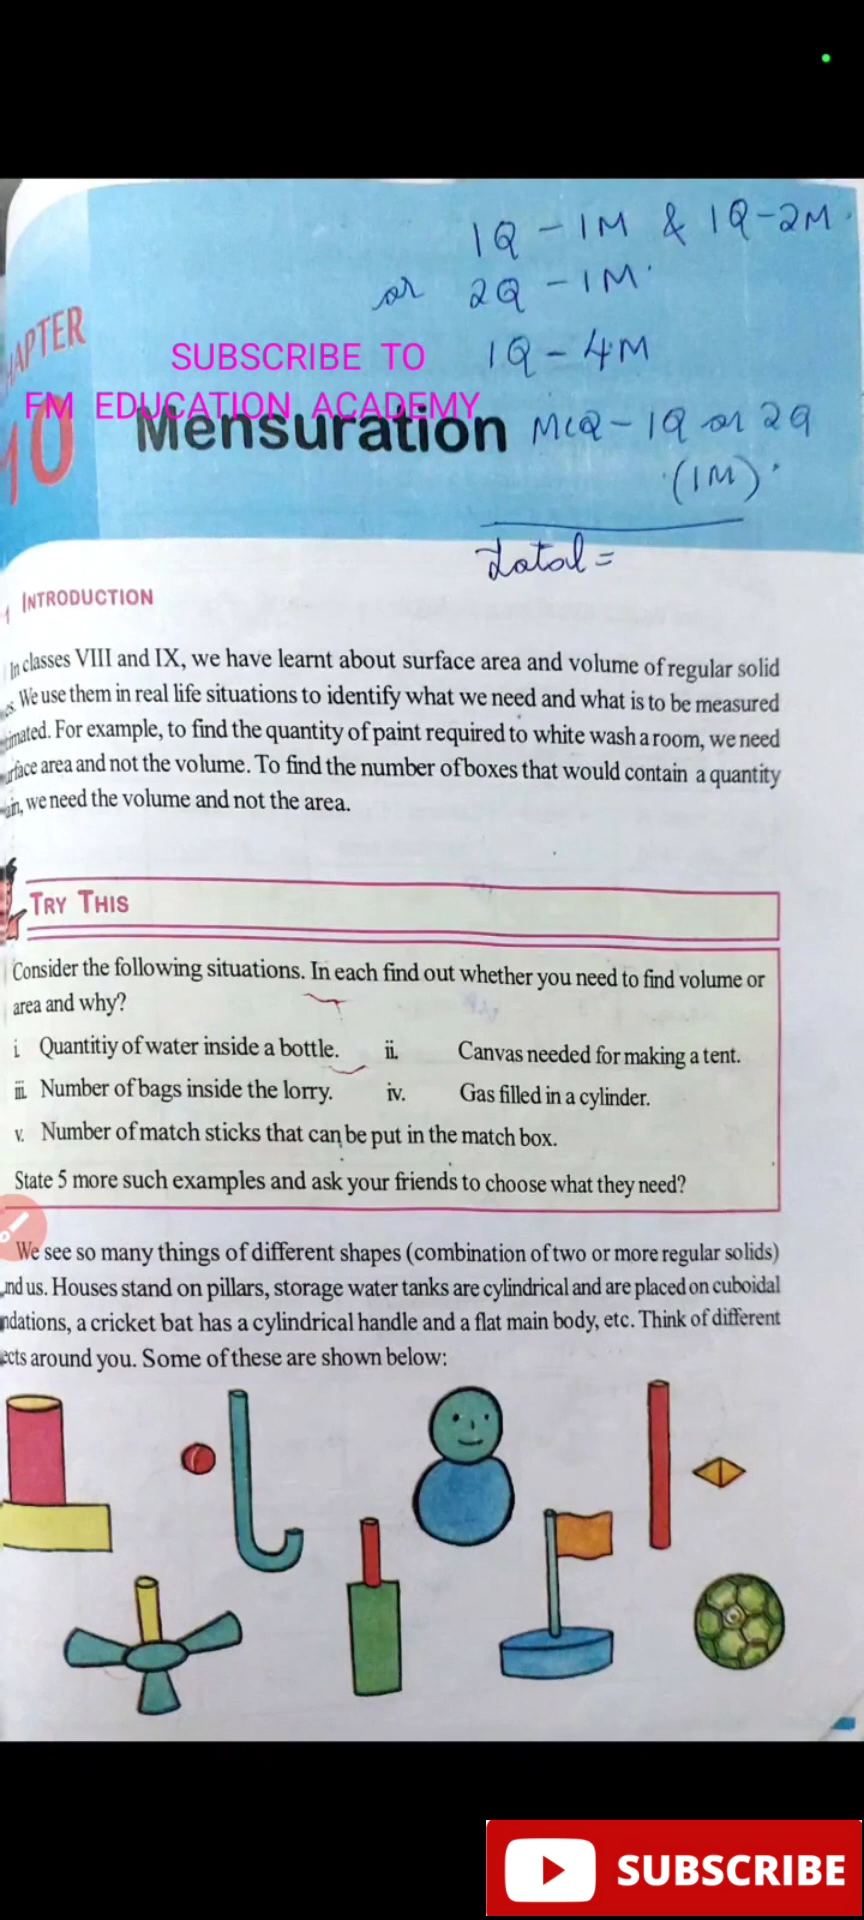 1Q - 1M & 1Q-2M.
or 2Q - 1M.
1Q - 4M
SUBSCRIBE TO
FM EDUCATION ACADEMY
10
Mensuration
MCQ - 1Q or 2Q
(1M).
Total =
INTRODUCTION
In classes VIII and IX, we have learnt about surface area and volume of regular solid
We use them in real life situations to identify what we need and what is to be measured
For example, to find the quantity of paint required to white wash a room, we need
area and not the volume. To find the number of boxes that would contain a quantity
we need the volume and not the area.
TRY THIS
Consider the following situations. In each find out whether you need to find volume or
area and why?
i. Quantitiy of water inside a bottle. ii. Canvas needed for making a tent.
iii. Number of bags inside the lorry. iv. Gas filled in a cylinder.
v. Number of match sticks that can be put in the match box.
State 5 more such examples and ask your friends to choose what they need?
We see so many things of different shapes (combination of two or more regular solids)
us. Houses stand on pillars, storage water tanks are cylindrical and are placed on cuboidal
a cricket bat has a cylindrical handle and a flat main body, etc. Think of different
around you. Some of these are shown below:
SUBSCRIBE